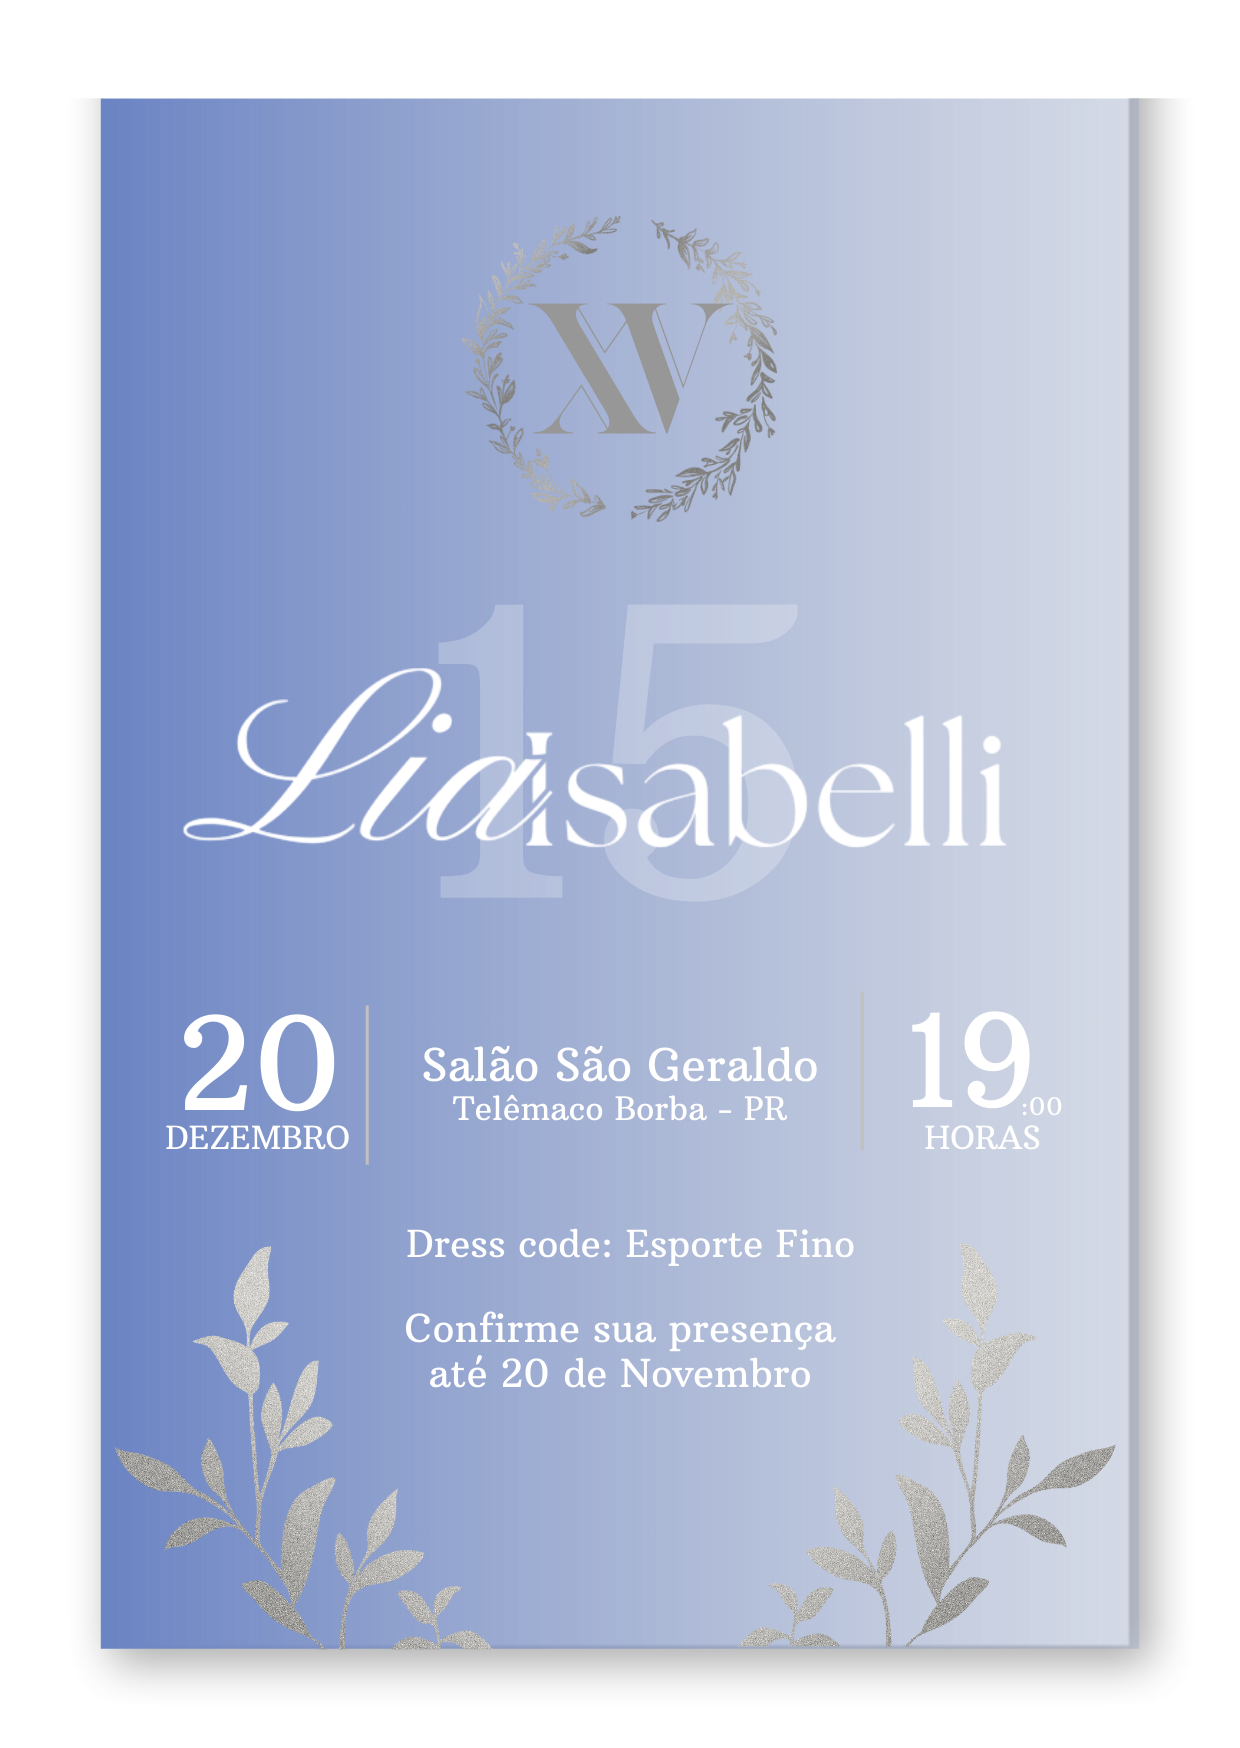 XV
15
Lia Isabelli
20
DEZEMBRO
Salão São Geraldo
Telêmaco Borba - PR
19:00
HORAS
Dress code: Esporte Fino
Confirme sua presença
até 20 de Novembro